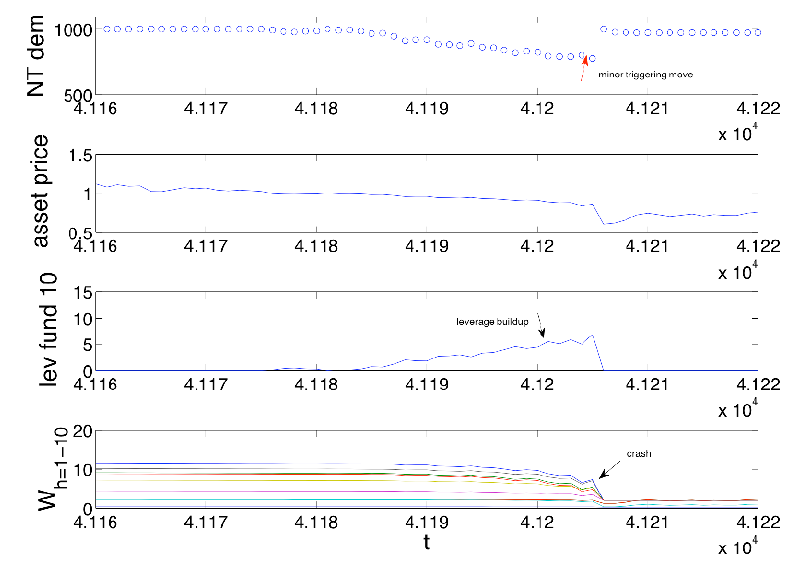 NT dem
1000
500
minor triggering move
4.116 4.117 4.118 4.119 4.12 4.121 4.122
x 10^4
asset price
1.5
1
0.5
4.116 4.117 4.118 4.119 4.12 4.121 4.122
x 10^4
lev fund 10
15
10
5
0
leverage buildup
4.116 4.117 4.118 4.119 4.12 4.121 4.122
x 10^4
W_h=1-10
20
10
0
crash
4.116 4.117 4.118 4.119 4.12 4.121 4.122
t
x 10^4